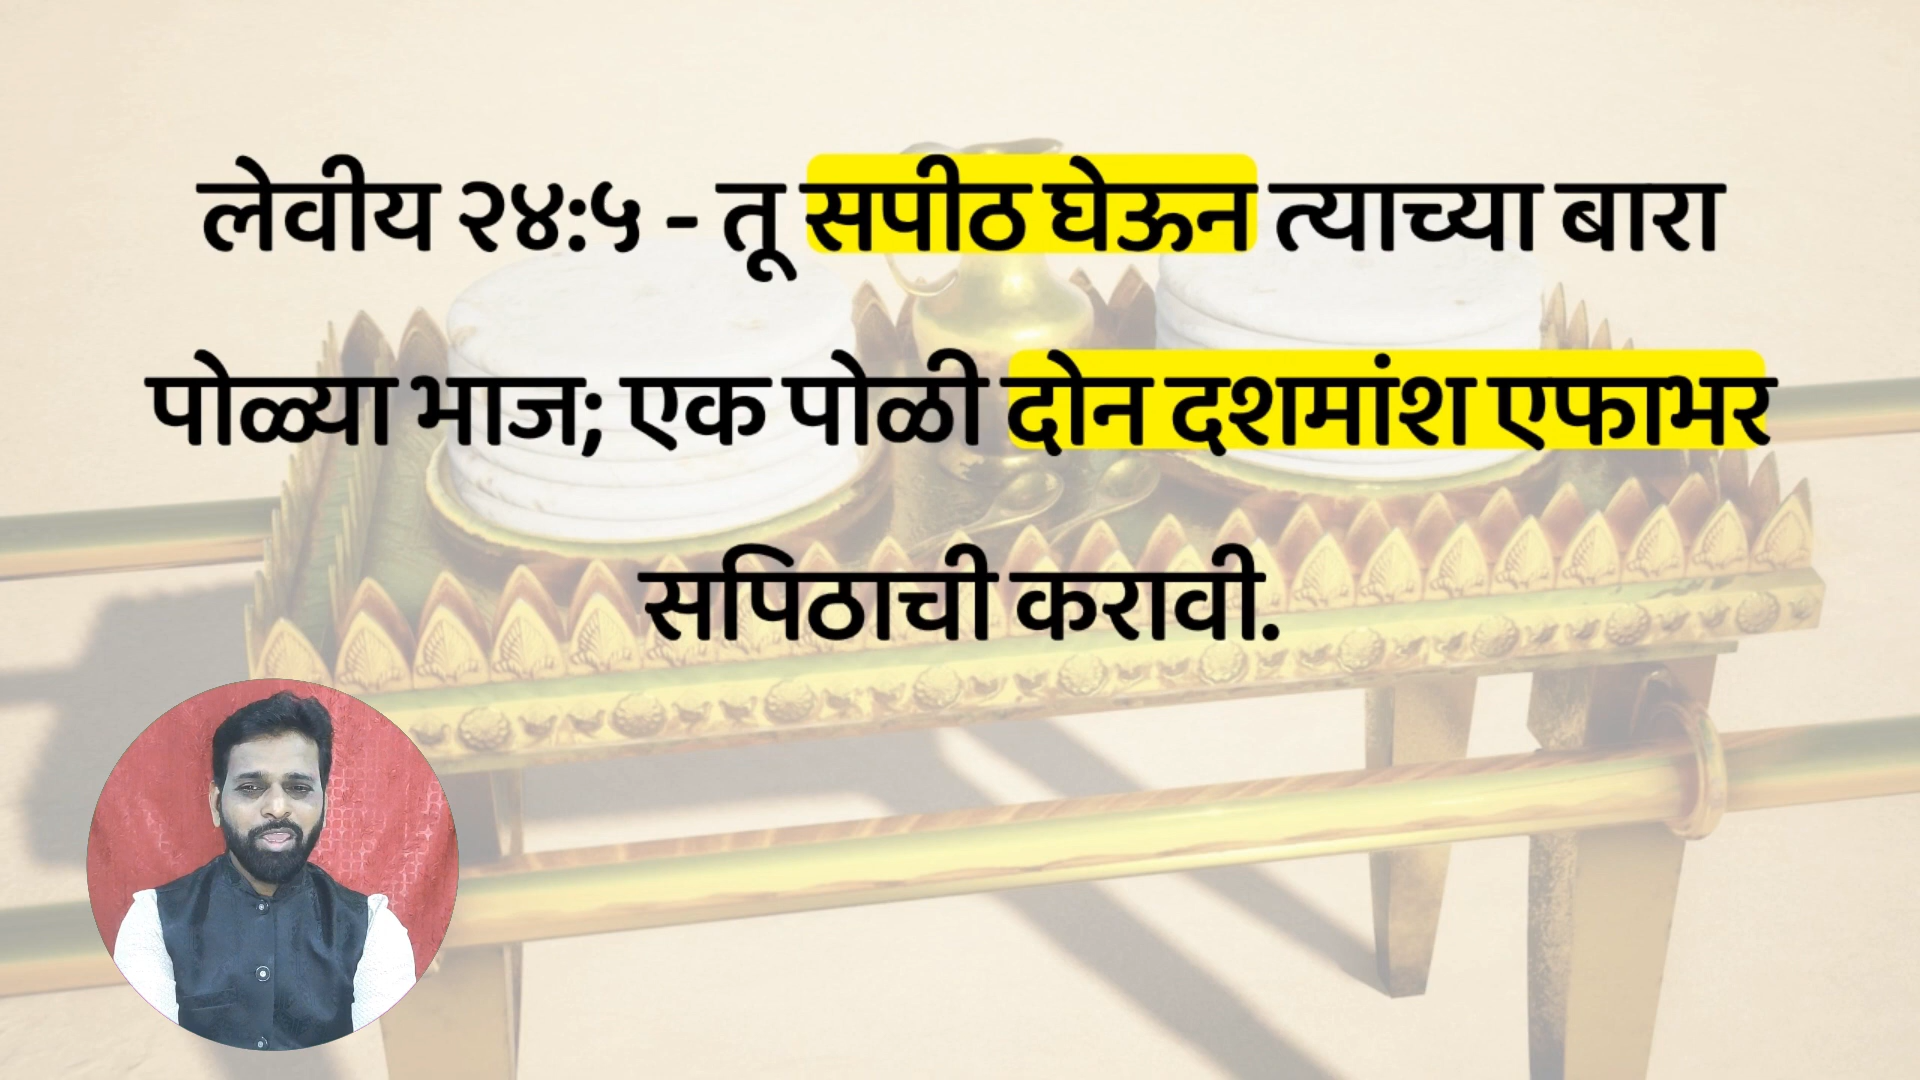 लेवीय २४:५ - तू सपीठ घेऊन त्याच्या बारा
पोळ्या भाज; एक पोळी दोन दशमांश एफाभर
सपिठाची करावी.